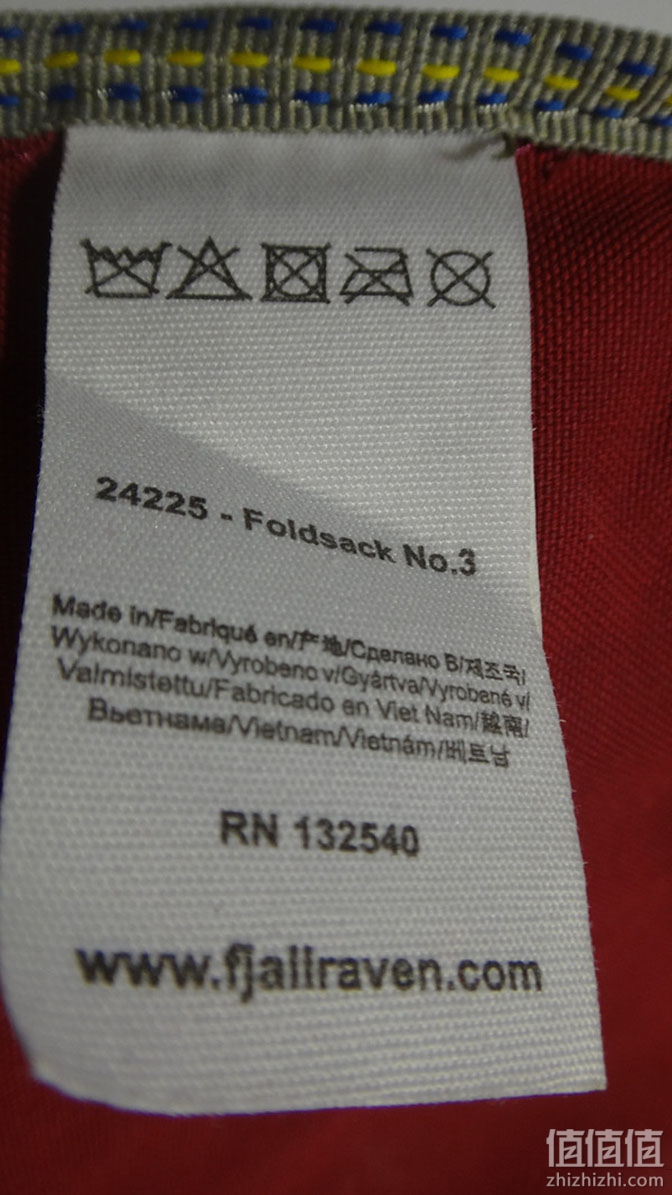 24225 - Foldsack No.3
Made in/Fabriqué en/产地/Сделано В/제조국/
Wykonano w/Vyrobeno v/Gyártva/Vyrobené v/
Valmistettu/Fabricado en Viet Nam/越南/
Вьетнама/Vietnam/Vietnám/베트남
RN 132540
www.fjallraven.com
值值值
zhizhizhi.com